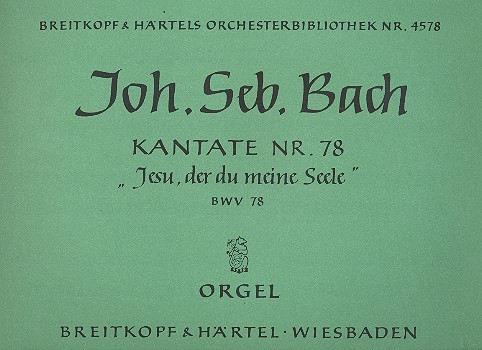 BREITKOPF & HÄRTELS ORCHESTERBIBLIOTHEK NR. 4578
Joh. Seb. Bach
KANTATE NR. 78
„Jesu, der du meine Seele"
BWV 78
ORGEL
BREITKOPF & HÄRTEL · WIESBADEN